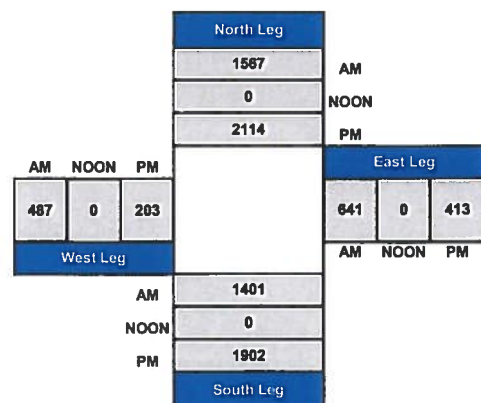 North Leg
1567 AM
0 NOON
2114 PM
AM NOON PM
East Leg
487 0 203
641 0 413
West Leg
AM NOON PM
AM 1401
NOON 0
PM 1902
South Leg